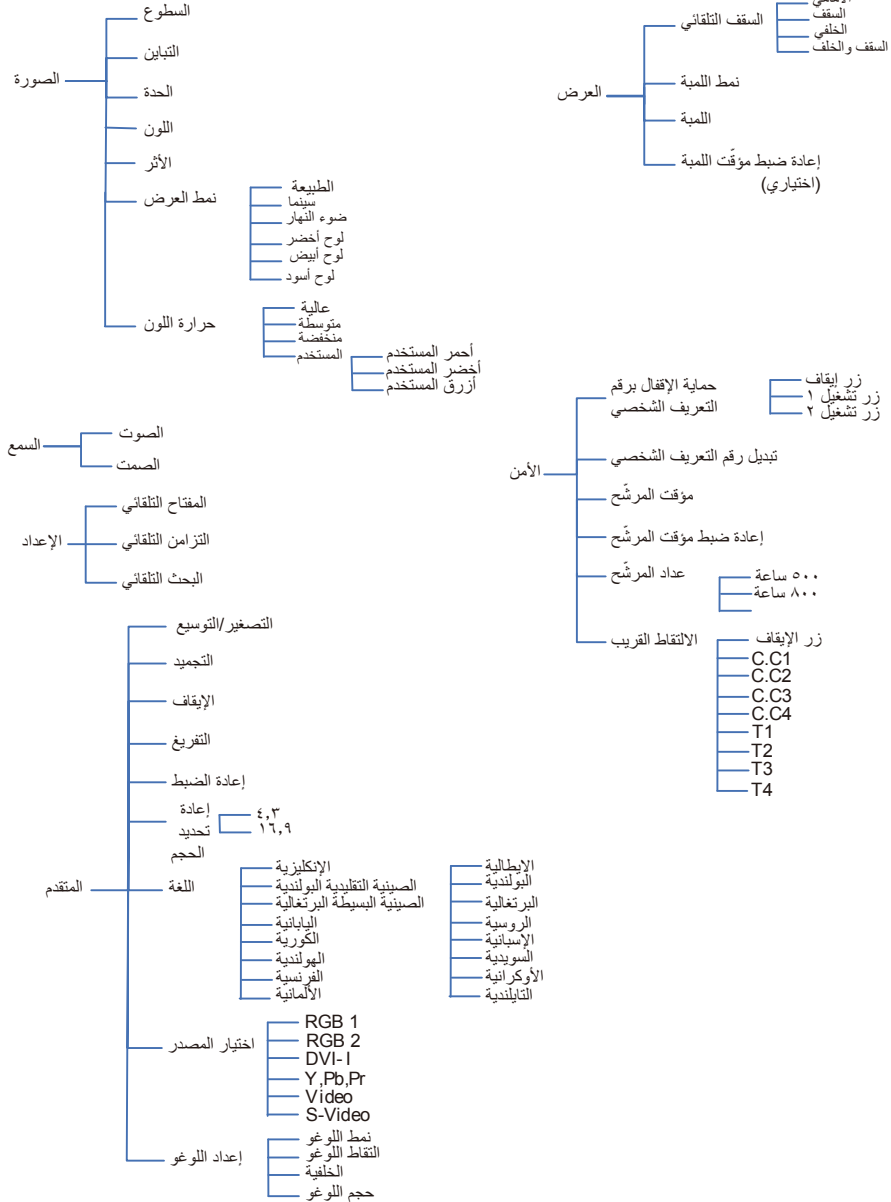 السطوع
التباين
الصورة
الحدة
اللون
الأثر
نمط العرض
الطبيعة
سينما
ضوء النهار
لوح أخضر
لوح أبيض
لوح أسود
حرارة اللون
عالية
متوسطة
منخفضة
المستخدم
أحمر المستخدم
أخضر المستخدم
أزرق المستخدم
الصوت
السمع
الصمت
المفتاح التلقائي
الإعداد
التزامن التلقائي
البحث التلقائي
التصغير/التوسيع
التجميد
الإيقاف
التفريغ
إعادة الضبط
إعادة
تحديد
الحجم
٤,٣
١٦,٩
المتقدم
اللغة
الإنكليزية
الصينية التقليدية البولندية
الصينية البسيطة البرتغالية
اليابانية
الكورية
الهولندية
الفرنسية
الألمانية
الايطالية
البولندية
البرتغالية
الروسية
الإسبانية
السويدية
الأوكرانية
التايلندية
اختيار المصدر
RGB 1
RGB 2
DVI-I
Y,Pb,Pr
Video
S-Video
إعداد اللوغو
نمط اللوغو
التقاط اللوغو
الخلفية
حجم اللوغو
العرض
السقف التلقائي
السقف
الخلفي
السقف والخلف
نمط اللمبة
اللمبة
إعادة ضبط مؤقّت اللمبة
(اختياري)
الأمن
حماية الإقفال برقم
التعريف الشخصي
زر إيقاف
زر تشغيل ١
زر تشغيل ٢
تبديل رقم التعريف الشخصي
مؤقت المرشّح
إعادة ضبط مؤقت المرشّح
عداد المرشّح
٥٠٠ ساعة
٨٠٠ ساعة
الالتقاط القريب
زر الإيقاف
C.C1
C.C2
C.C3
C.C4
T1
T2
T3
T4